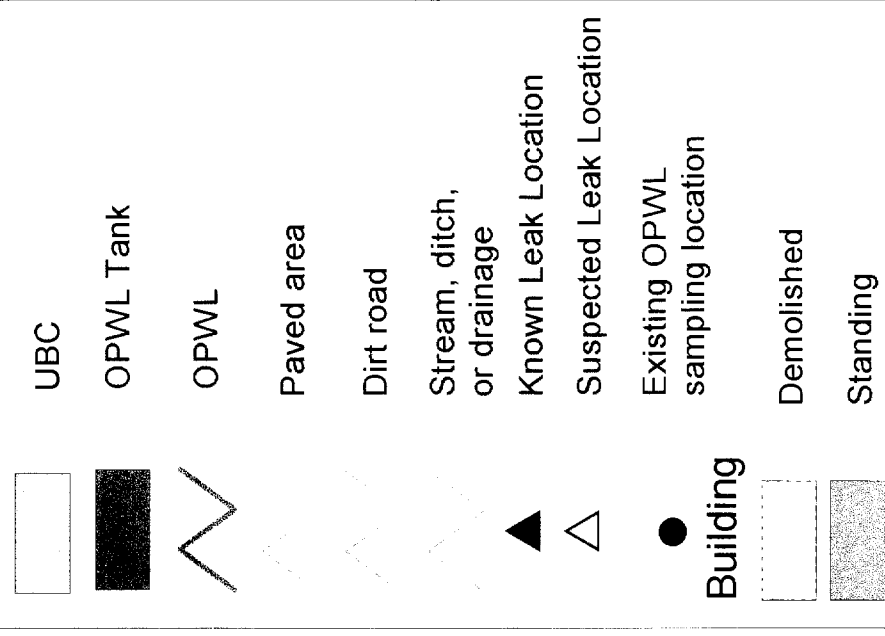 UBC
OPWL Tank
OPWL
Paved area
Dirt road
Stream, ditch,
or drainage
Known Leak Location
Suspected Leak Location
Existing OPWL
sampling location
Building
Demolished
Standing